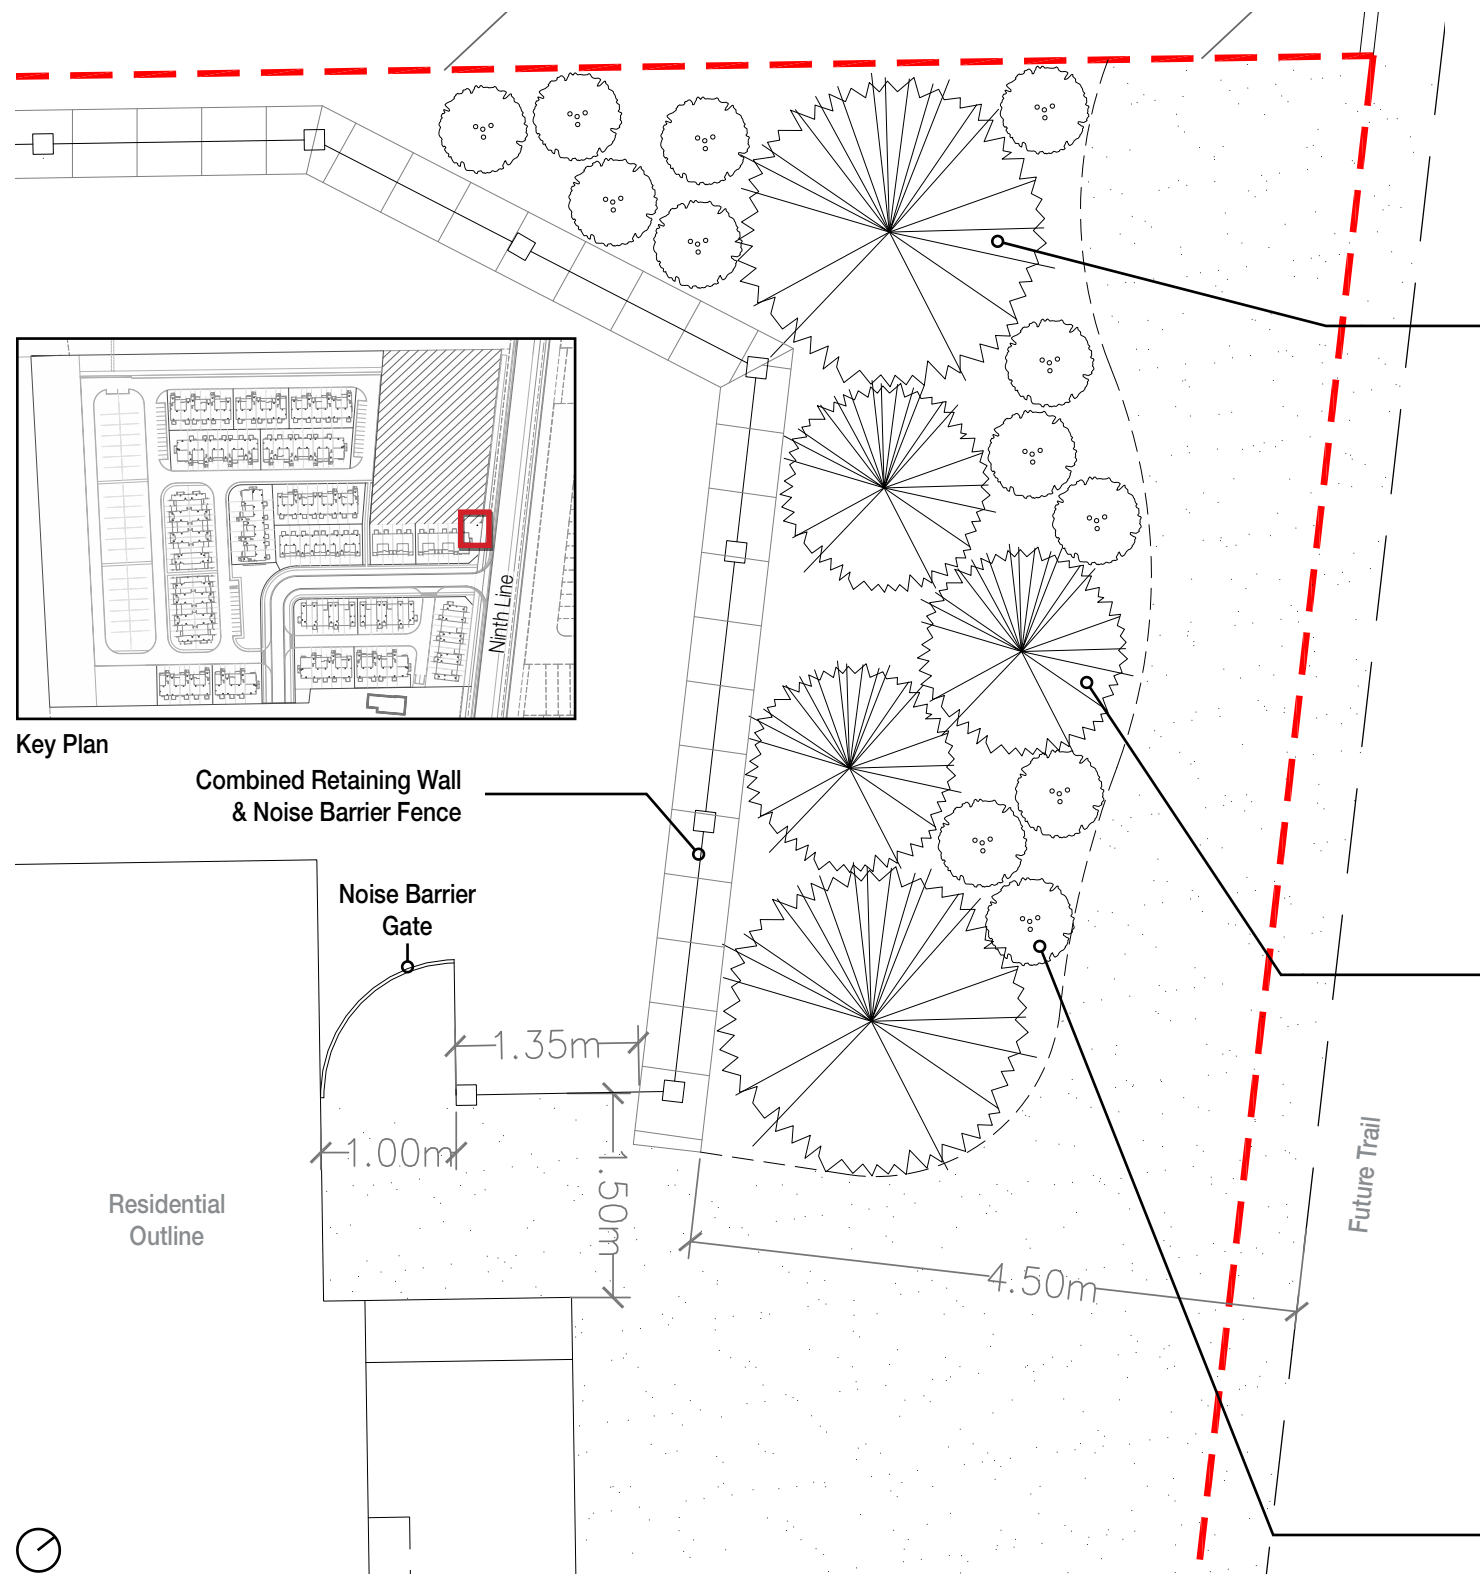 Ninth Line
Key Plan
Combined Retaining Wall
& Noise Barrier Fence
Noise Barrier
Gate
1.35m
1.00m
1.50m
Residential
Outline
4.50m
Future Trail